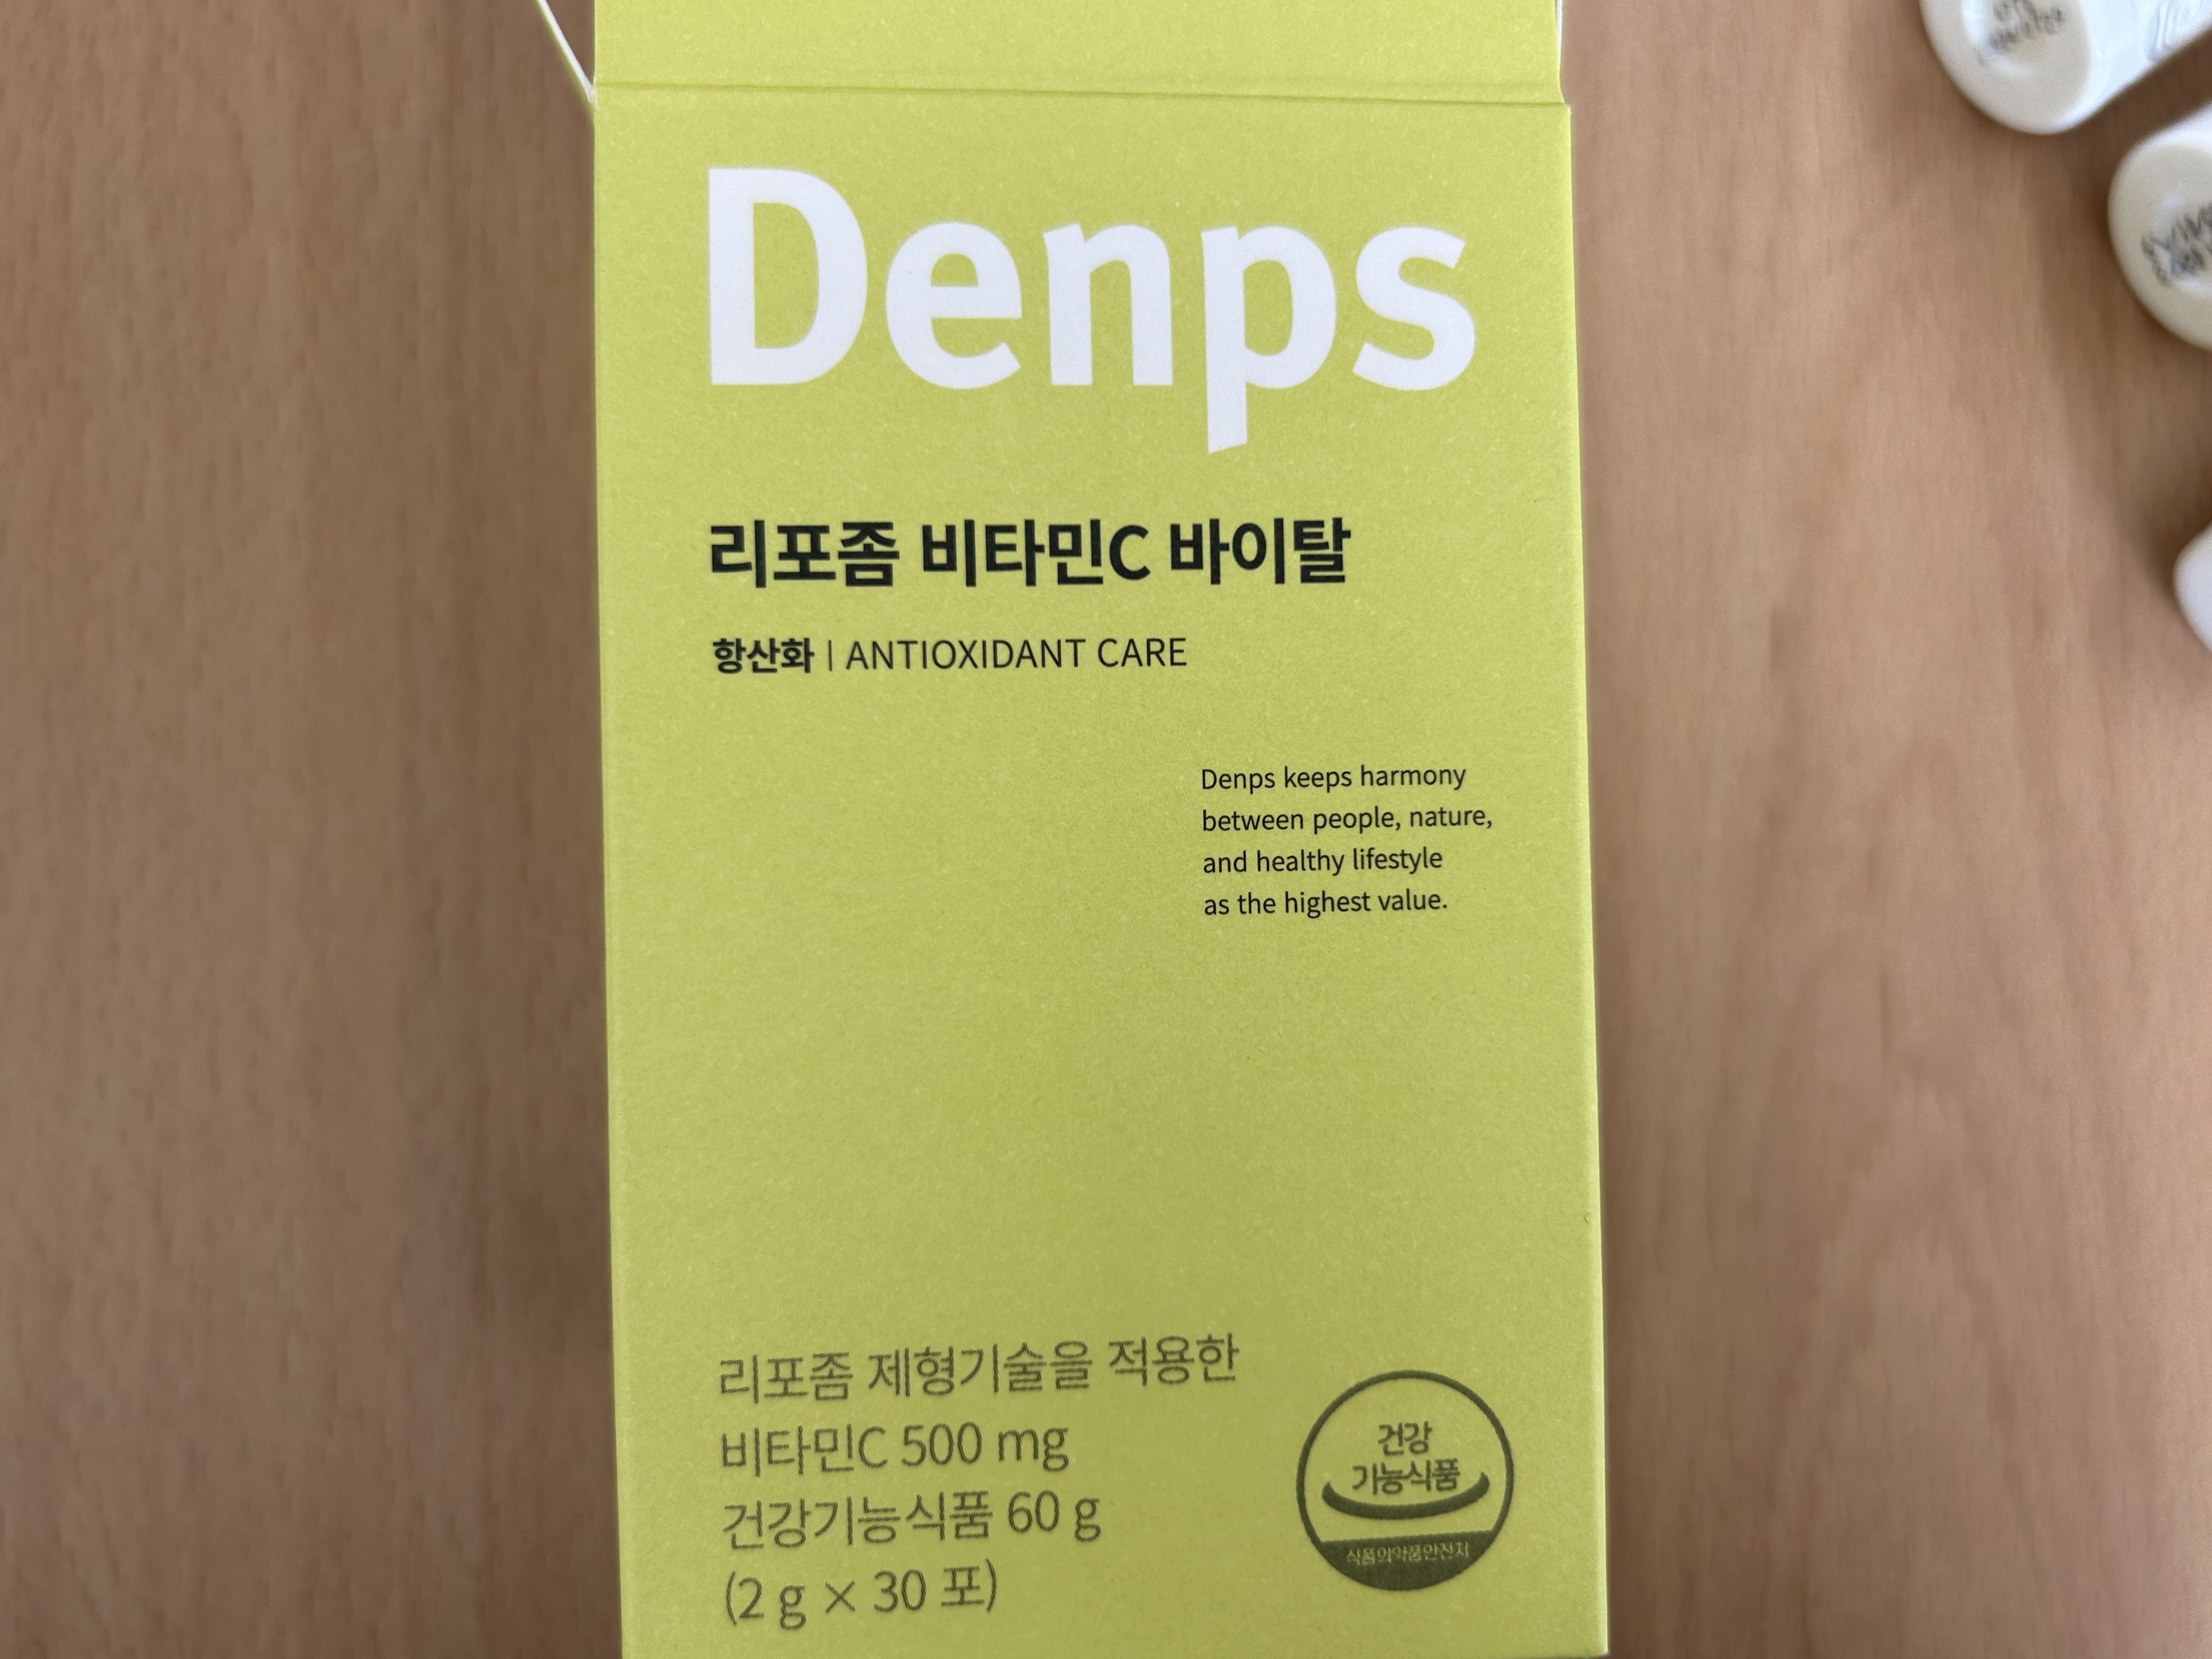 Denps
리포좀 비타민C 바이탈
항산화 | ANTIOXIDANT CARE
Denps keeps harmony
between people, nature,
and healthy lifestyle
as the highest value.
리포좀 제형기술을 적용한
비타민C 500 mg
건강기능식품 60 g
(2 g × 30 포)
건강
기능식품
식품의약품안전처